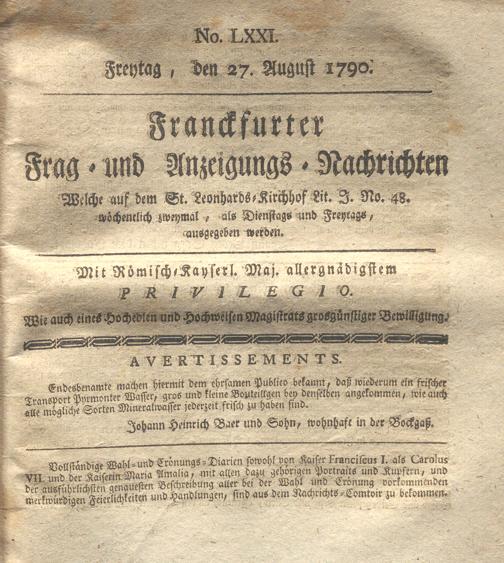 No. LXXI.
Freytag, den 27. August 1790.
Franckfurter
Frag- und Anzeigungs-Nachrichten
Welche auf dem St. Leonhards-Kirchhof Lit. J. No. 48.
wöchentlich zweymal, als Dienstags und Freytags,
ausgegeben werden.
Mit Römisch-Kayserl. Maj. allergnädigstem
PRIVILEGIO.
Wie auch eines Hochedlen und Hochweisen Magistrats grosgünstiger Bewilligung.
AVERTISSEMENTS.
Endesbenamte machen hiermit dem ehrsamen Publico bekannt, daß wiederum ein frischer
Transport Pyrmonter Wasser, gros und kleine Bouteillgen bey denselben angekommen, wie auch
alle mögliche Sorten Mineralwasser jederzeit frisch zu haben sind.
Johann Heinrich Baer und Sohn, wohnhaft in der Bockgaß.
Vollständige Wahl- und Crönungs-Diarien sowohl von Kaiser Franciscus I. als Carolus
VII. und der Kaiserin Maria Amalia, mit allen dazu gehörigen Portraits und Kupfern, und
der ausführlichsten genauesten Beschreibung aller bey der Wahl und Crönung vorkommenden
merkwürdigen Feierlichkeiten und Handlungen, sind aus dem Nachrichts-Comtoir zu bekommen.